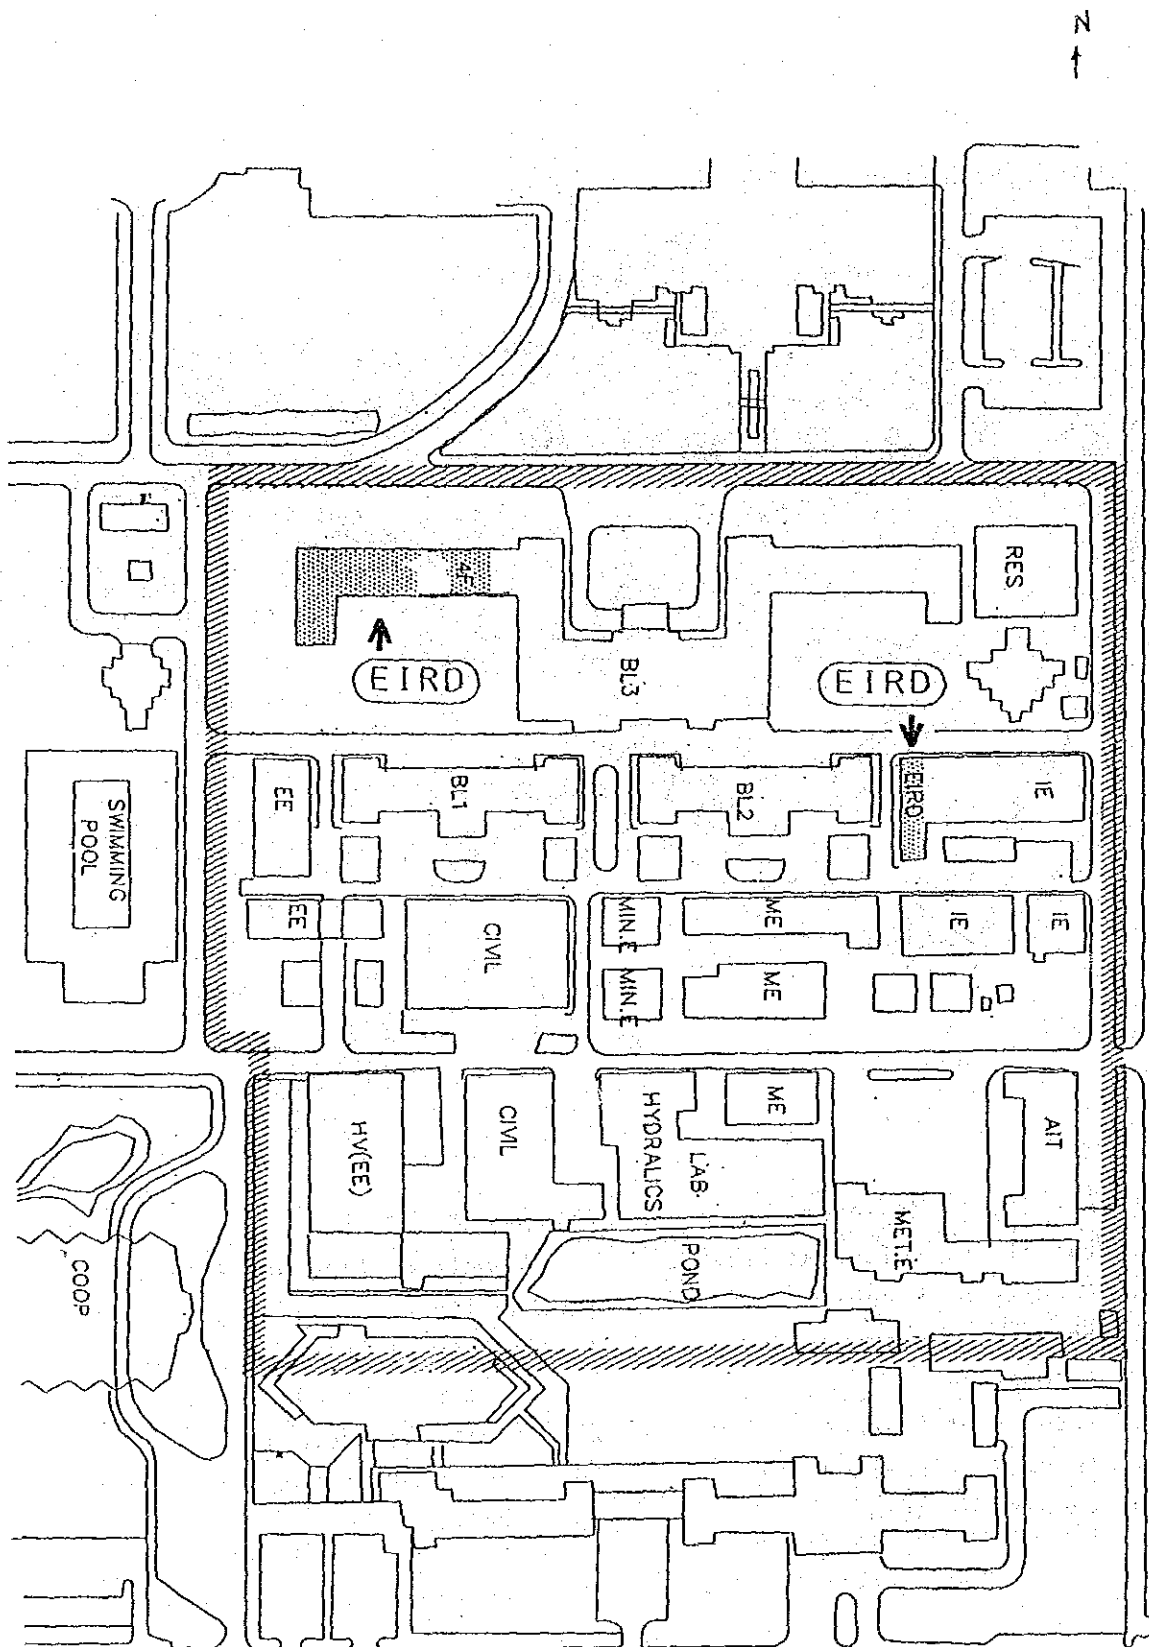 N
4F
RES
EIRD
BL3
EIRD
EE
BL1
BL2
EIRD
IE
SWIMMING
POOL
EE
CIVIL
MIN.E
ME
IE
IE
MIN.E
ME
HV(EE)
CIVIL
HYDRALICS
LAB.
ME
AIT
MET.E
POND
COOP